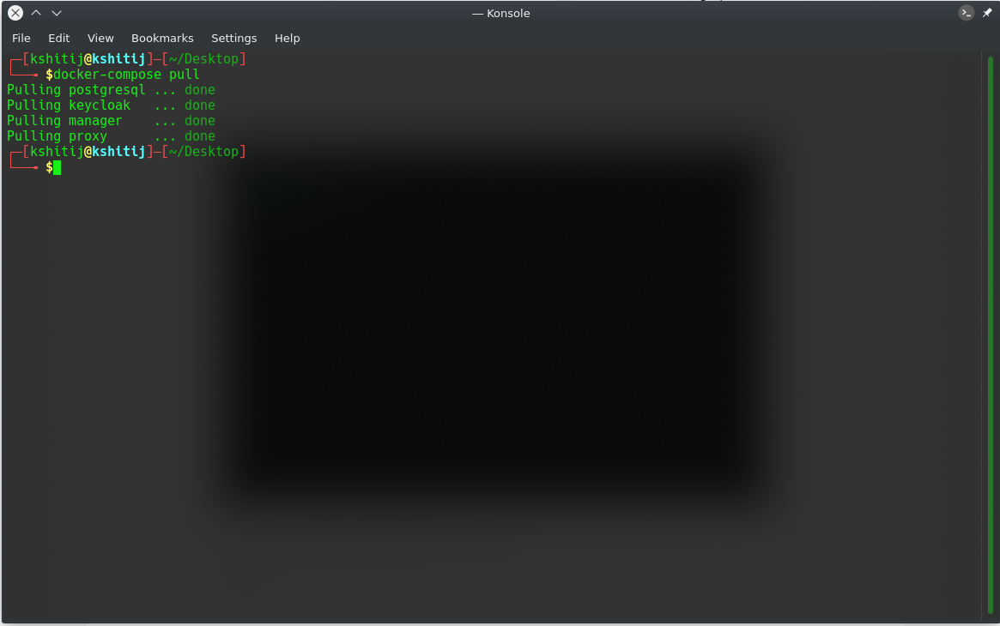 — Konsole
File Edit View Bookmarks Settings Help
┌─[kshitij@kshitij]─[~/Desktop]
└──╼ $docker-compose pull
Pulling postgresql ... done
Pulling keycloak   ... done
Pulling manager    ... done
Pulling proxy      ... done
┌─[kshitij@kshitij]─[~/Desktop]
└──╼ $